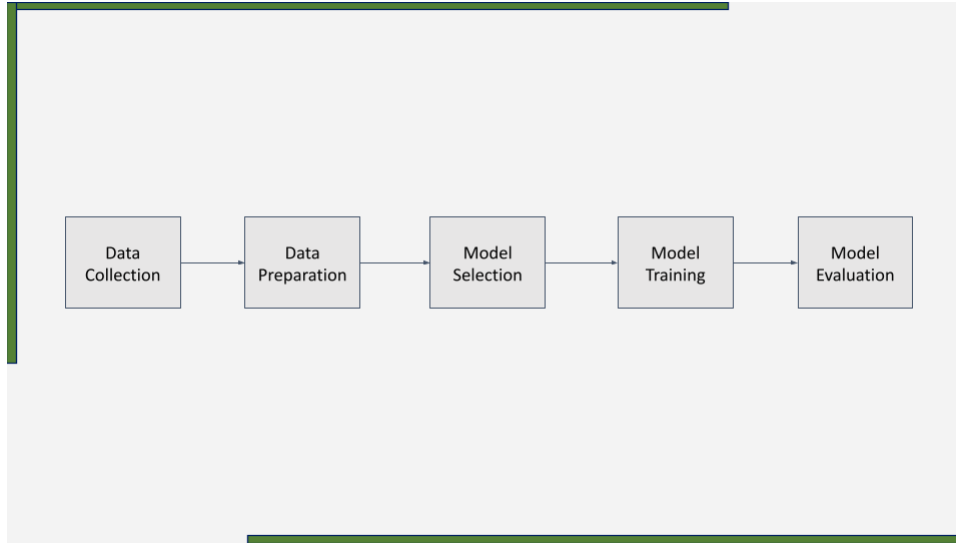 Data
Collection
Data
Preparation
Model
Selection
Model
Training
Model
Evaluation